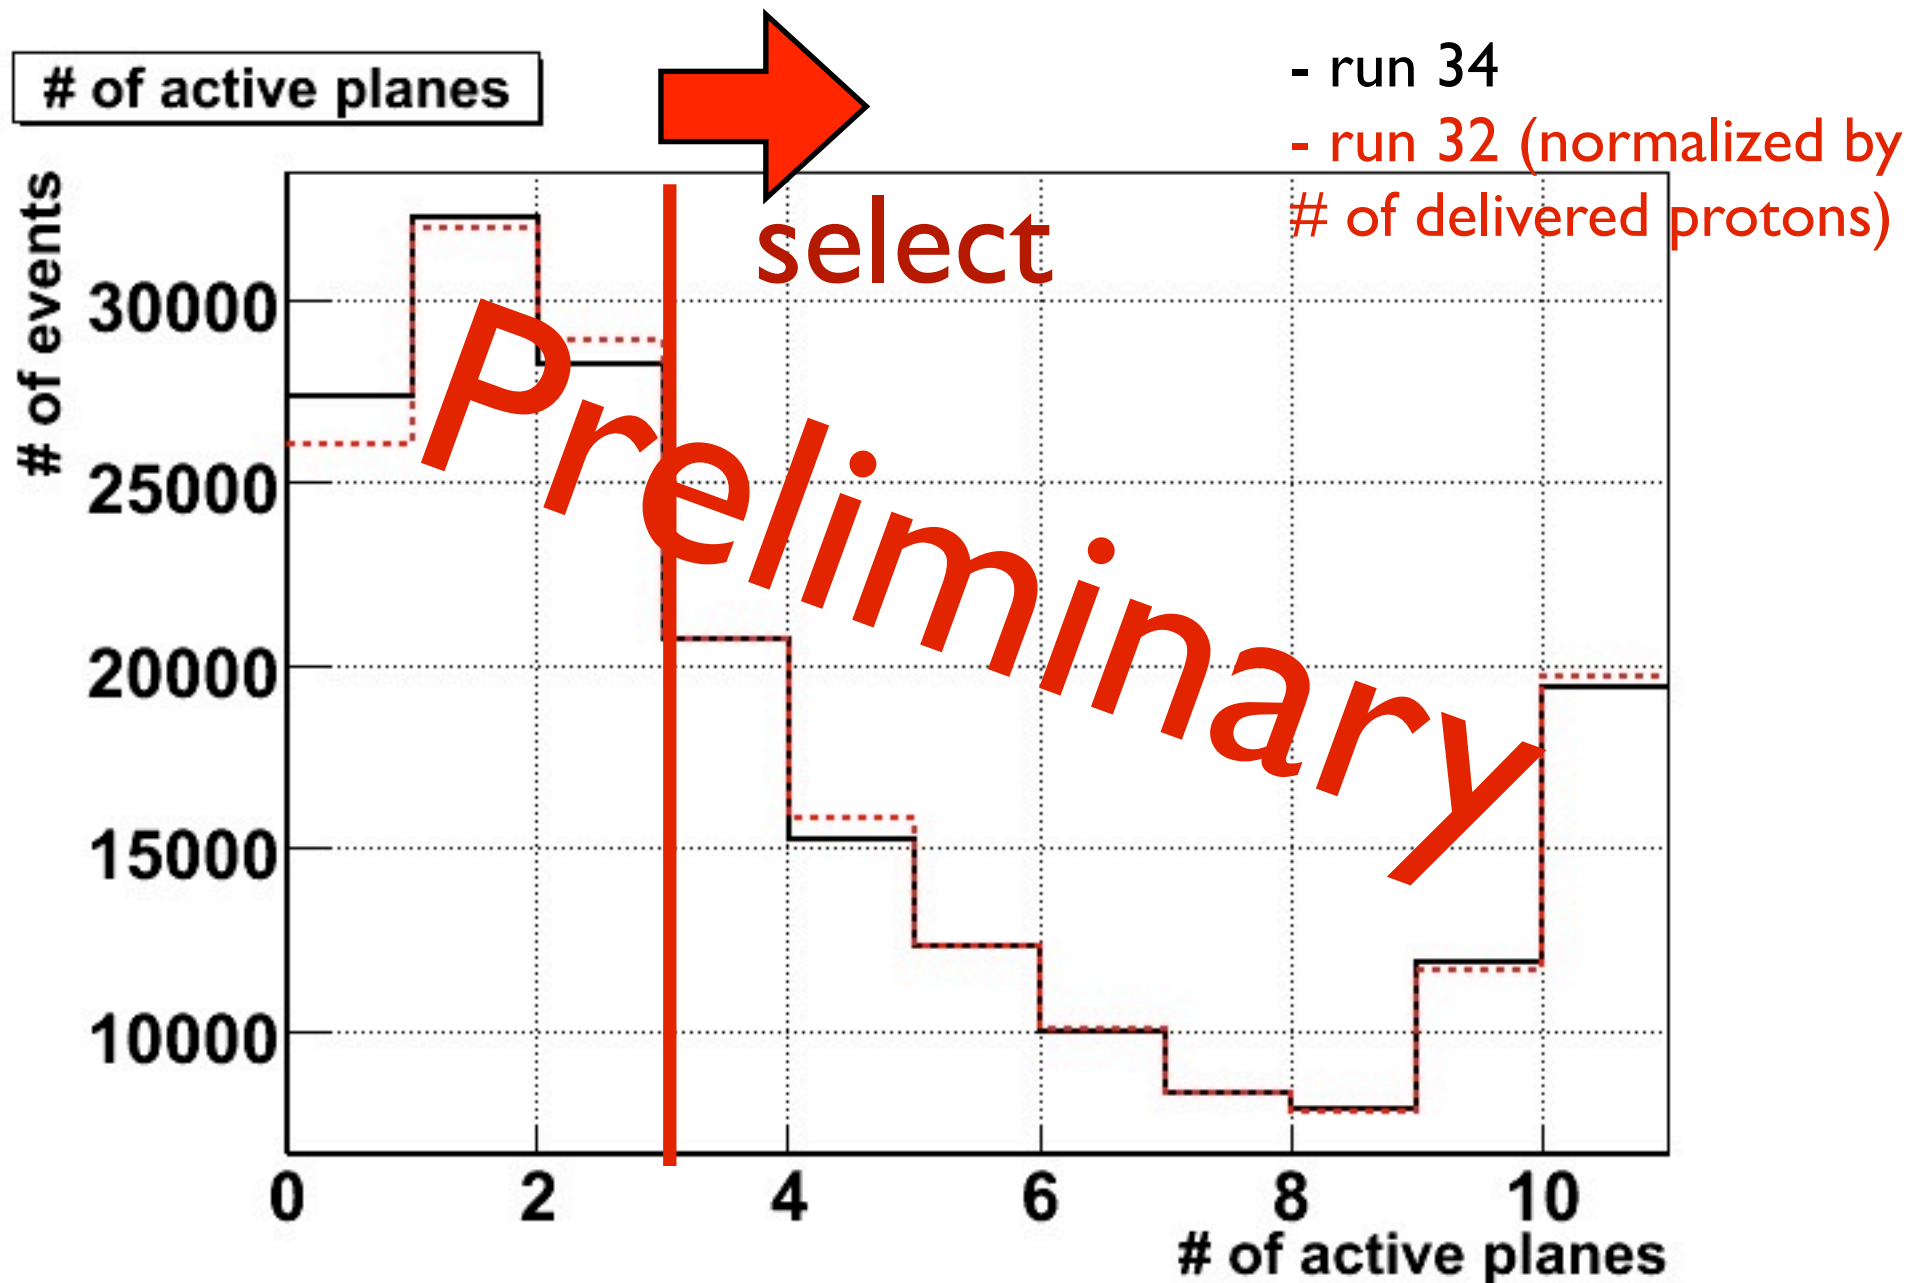 # of active planes
- run 34
- run 32 (normalized by
# of delivered protons)
select
Preliminary
# of events
30000
25000
20000
15000
10000
0 2 4 6 8 10
# of active planes